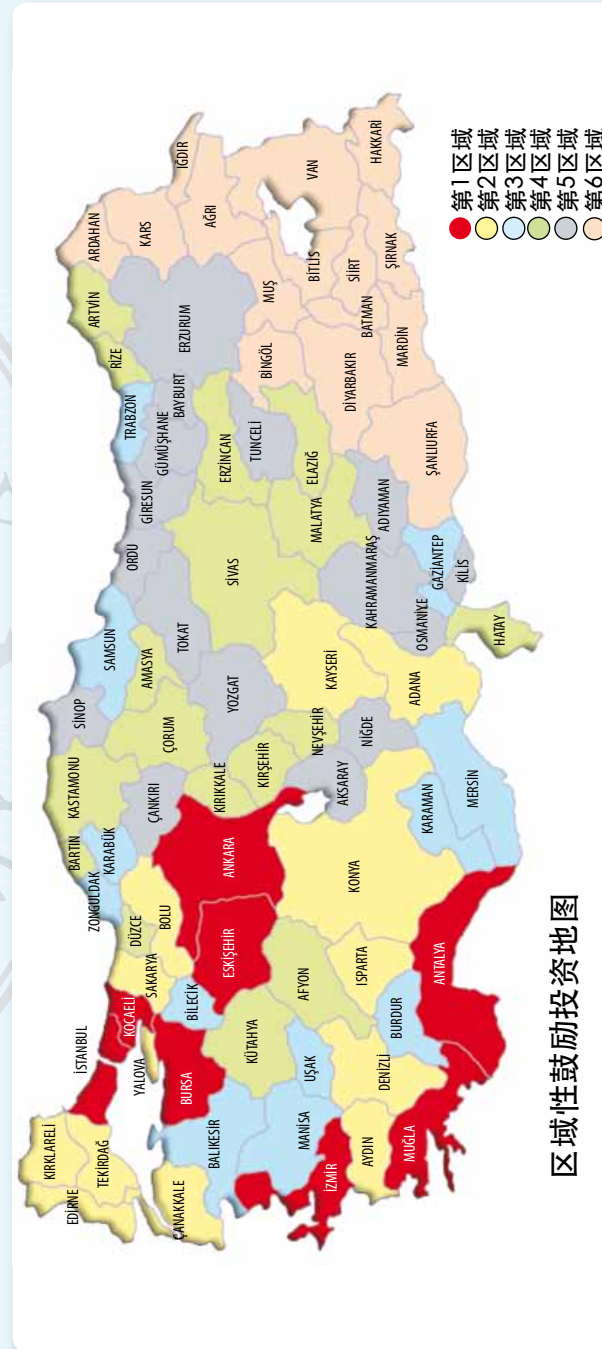 KIRKLARELİ
EDİRNE
TEKİRDAĞ
İSTANBUL
KOCAELİ
YALOVA
ÇANAKKALE
BALIKESİR
BURSA
BİLECİK
SAKARYA
DÜZCE
BOLU
ZONGULDAK
BARTIN
KARABÜK
KASTAMONU
SİNOP
ÇANKIRI
ÇORUM
SAMSUN
AMASYA
TOKAT
ORDU
GİRESUN
GÜMÜŞHANE
TRABZON
BAYBURT
RİZE
ARTVİN
ARDAHAN
KARS
IĞDIR
AĞRI
ERZURUM
ERZİNCAN
TUNCELİ
SİVAS
YOZGAT
KIRIKKALE
KIRŞEHİR
ANKARA
ESKİŞEHİR
KÜTAHYA
AFYON
UŞAK
MANİSA
İZMİR
AYDIN
MUĞLA
DENİZLİ
BURDUR
ISPARTA
ANTALYA
KONYA
KARAMAN
MERSİN
AKSARAY
NEVŞEHİR
NİĞDE
KAYSERİ
ADANA
KAHRAMANMARAŞ
OSMANİYE
HATAY
KİLİS
GAZİANTEP
ADIYAMAN
MALATYA
ELAZIĞ
BİNGÖL
MUŞ
BİTLİS
VAN
HAKKARİ
ŞIRNAK
SİİRT
BATMAN
DİYARBAKIR
MARDİN
ŞANLIURFA
第1区域
第2区域
第3区域
第4区域
第5区域
第6区域
区域性鼓励投资地图